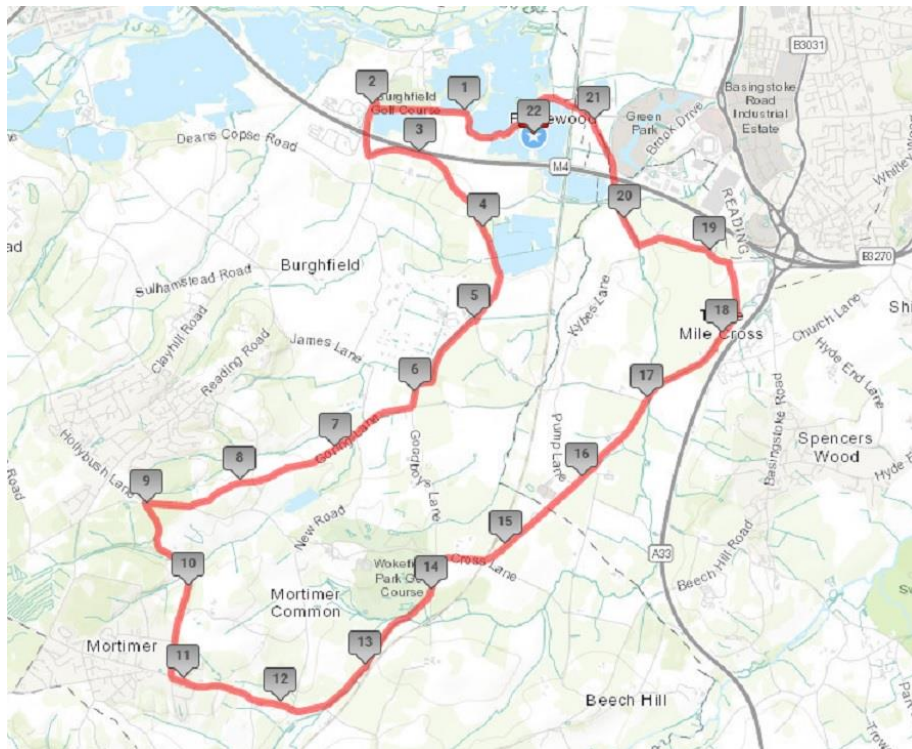 B3031
2
1
21
Burghfield
Golf Course
22
Basingstoke
Road
Industrial
Estate
Green
Park
Brook Drive
3
Deans Copse Road
M4
Whitley Wood
READING
4
20
19
B3270
Burghfield
Sulhamstead Road
Kybes Lane
5
18
Mile Cross
Church Lane
Clayhill Road
Reading Road
James Lane
Hyde End Lane
6
17
7
Pump Lane
Basingstoke Road
Spencers
Wood
Hollybush Lane
Road
8
16
9
New Road
15
A33
Beech Hill Road
10
14
Cross Lane
Mortimer
Common
Course
13
Mortimer
11
12
Beech Hill